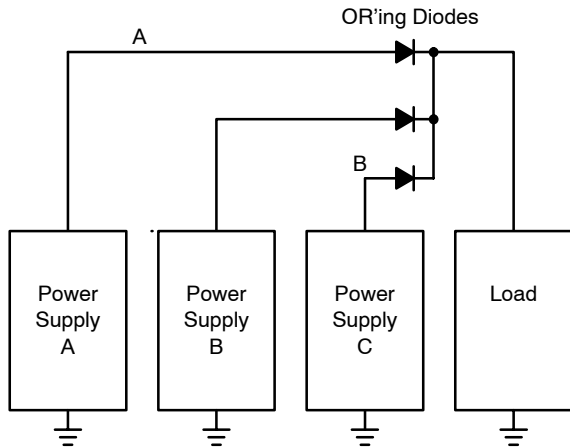 OR'ing Diodes
A
B
Power
Supply
A
Power
Supply
B
Power
Supply
C
Load